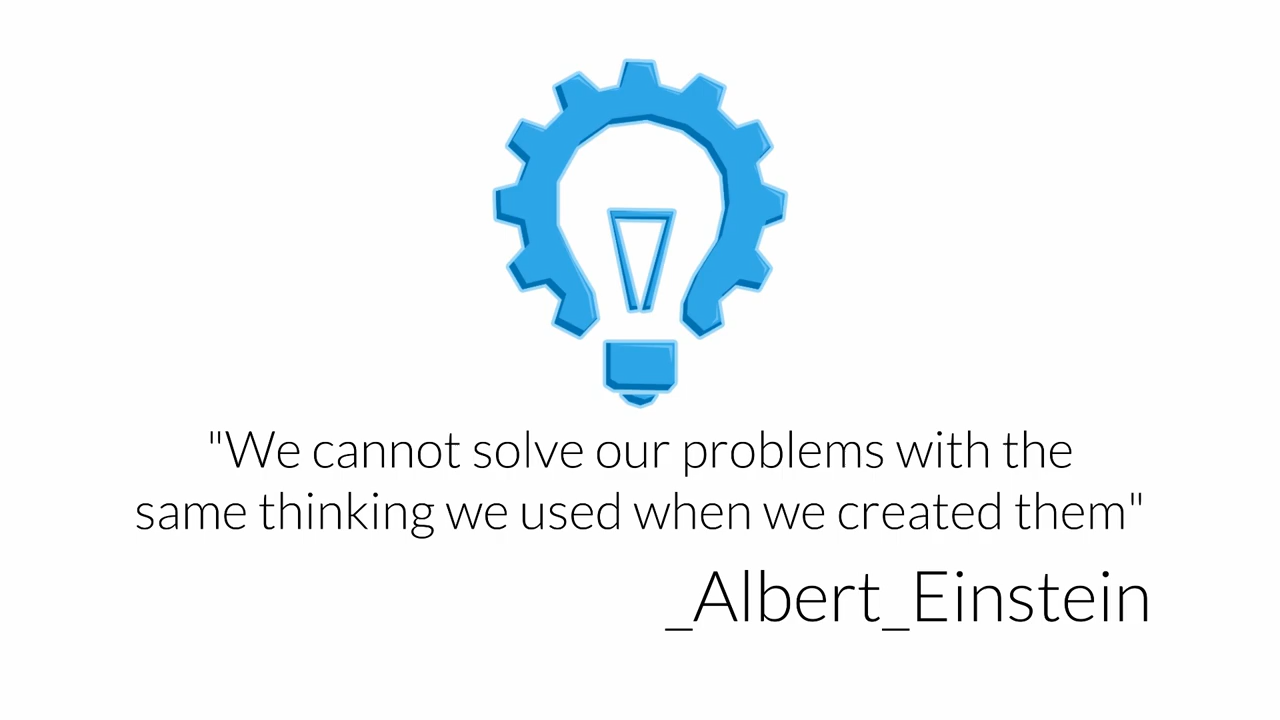 "We cannot solve our problems with the
same thinking we used when we created them"
_Albert_Einstein